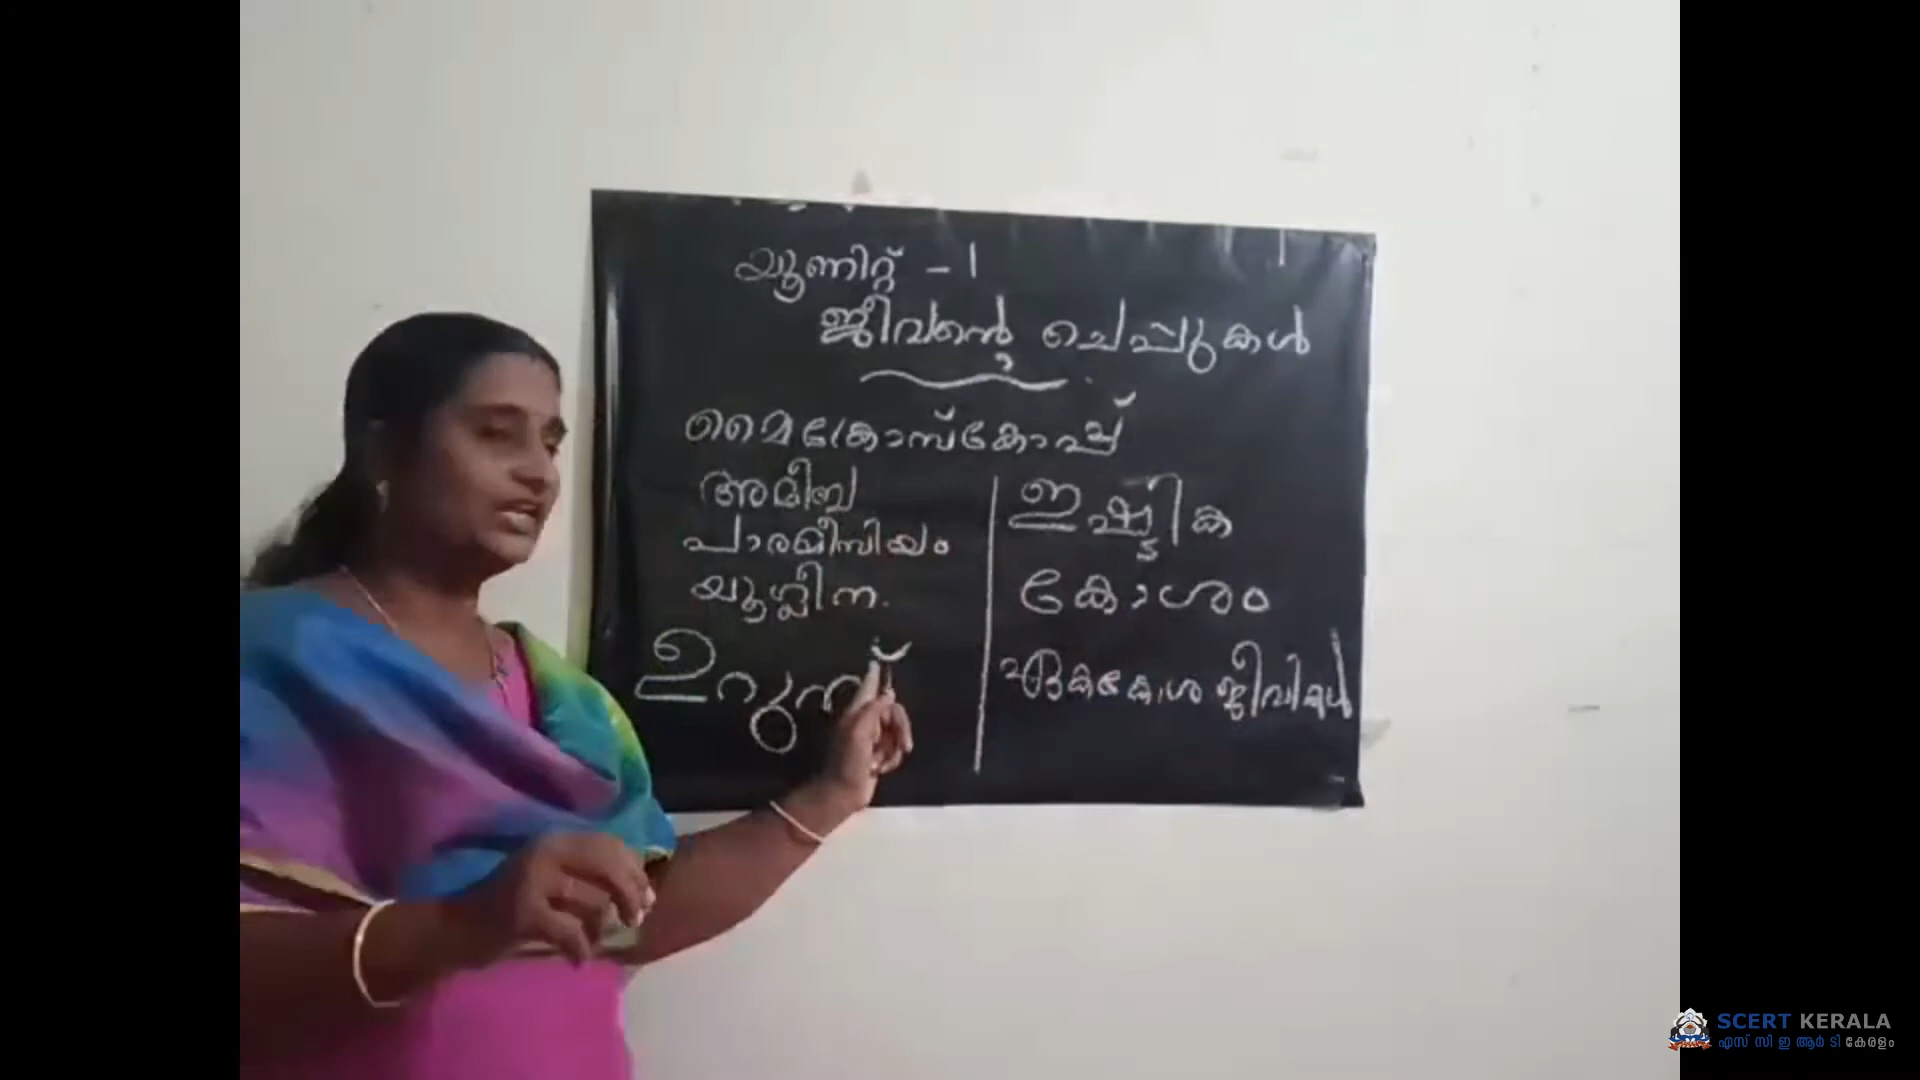 യൂണിറ്റ് - 1
ജീവന്റെ ചെപ്പുകൾ
മൈക്രോസ്കോപ്പ്
അമീബ
പാരമീസിയം
യൂഗ്ലീന.
ഇഷ്ടിക
കോശം
ഏകകോശ ജീവികൾ
SCERT KERALA
എസ് സി ഇ ആർ ടി കേരളം